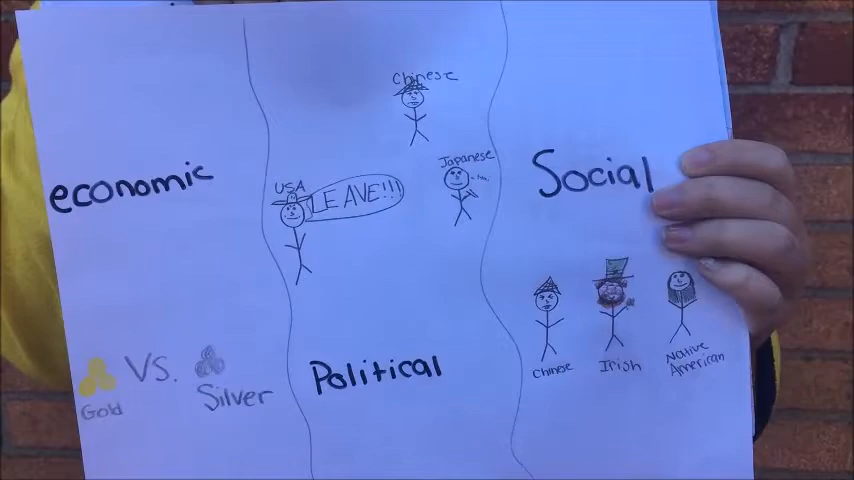 economic
Gold
VS.
Silver
Chinese
USA
LEAVE!!!
Japanese
Political
Social
Chinese
Irish
Native
American